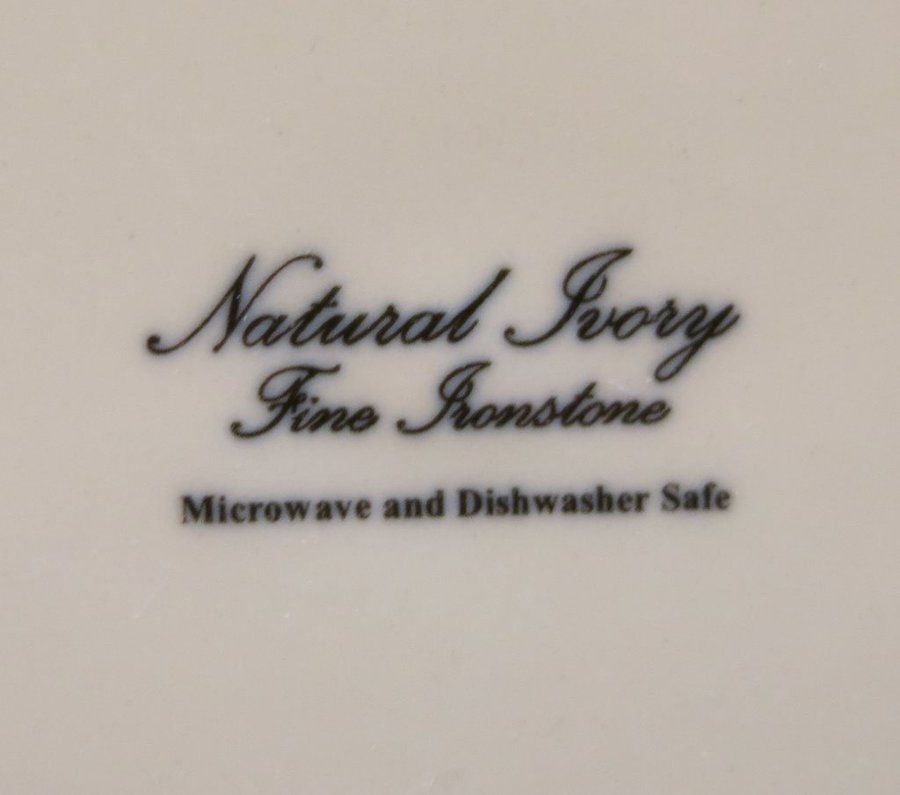 Natural Ivory
Fine Ironstone
Microwave and Dishwasher Safe